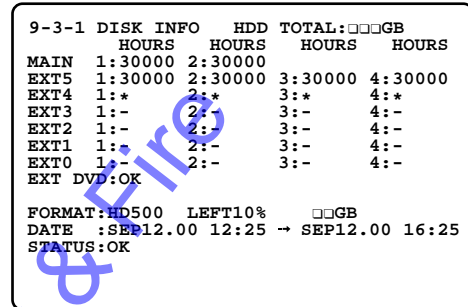 9-3-1 DISK INFO HDD TOTAL:□□□GB
HOURS HOURS HOURS HOURS
MAIN 1:30000 2:30000
EXT5 1:30000 2:30000 3:30000 4:30000
EXT4 1:* 2:* 3:* 4:*
EXT3 1:- 2:- 3:- 4:-
EXT2 1:- 2:- 3:- 4:-
EXT1 1:- 2:- 3:- 4:-
EXT0 1:- 2:- 3:- 4:-
EXT DVD:OK
FORMAT:HD500 LEFT10% □□GB
DATE :SEP12.00 12:25 → SEP12.00 16:25
STATUS:OK
& Fire